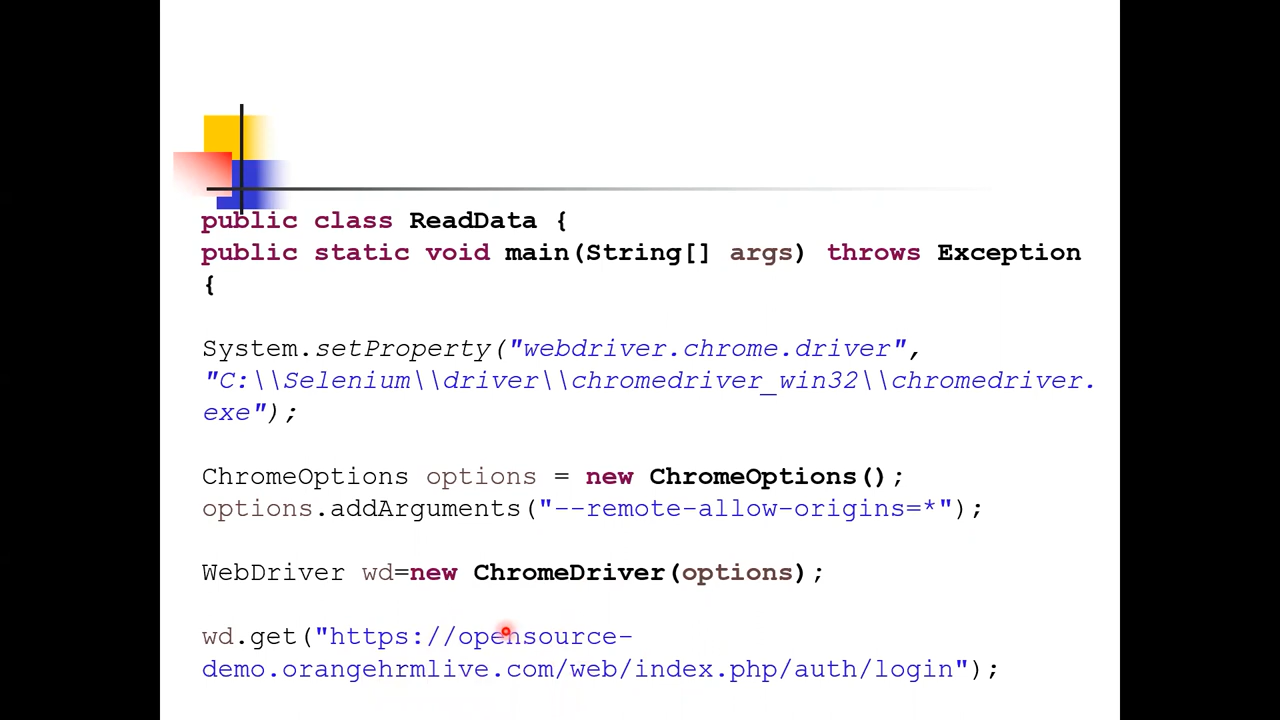 public class ReadData {
public static void main(String[] args) throws Exception
{
System.setProperty("webdriver.chrome.driver",
"C:\\Selenium\\driver\\chromedriver_win32\\chromedriver.
exe");
ChromeOptions options = new ChromeOptions();
options.addArguments("--remote-allow-origins=*");
WebDriver wd=new ChromeDriver(options);
wd.get("https://opensource-
demo.orangehrmlive.com/web/index.php/auth/login");